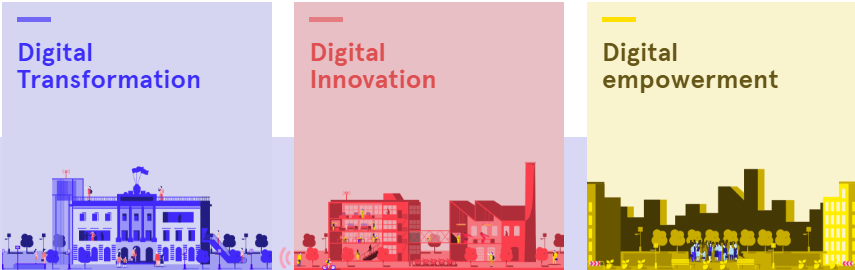 Digital
Transformation
Digital
Innovation
Digital
empowerment